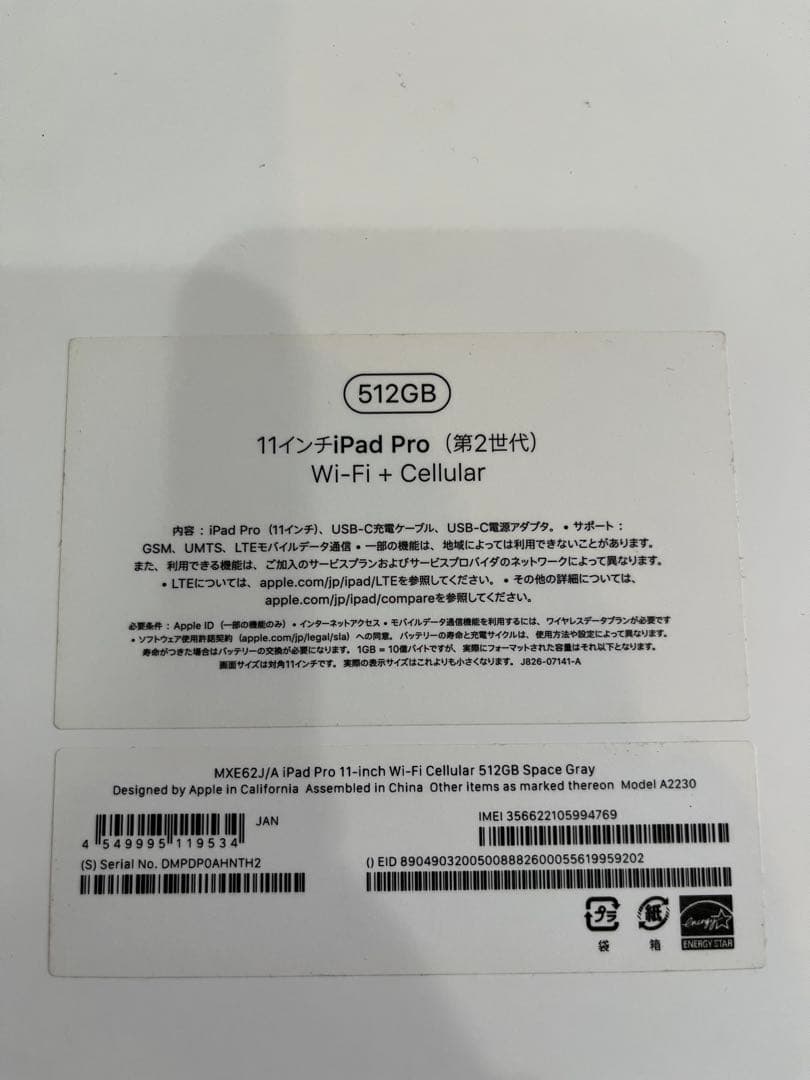 512GB
11インチiPad Pro（第2世代）
Wi-Fi + Cellular
内容：iPad Pro（11インチ）、USB-C充電ケーブル、USB-C電源アダプタ。• サポート：
GSM、UMTS、LTEモバイルデータ通信 • 一部の機能は、地域によっては利用できないことがあります。
また、利用できる機能は、ご加入のサービスプランおよびサービスプロバイダのネットワークによって異なります。
• LTEについては、apple.com/jp/ipad/LTEを参照してください。• その他の詳細については、
apple.com/jp/ipad/compareを参照してください。
必要条件：Apple ID（一部の機能のみ）• インターネットアクセス • モバイルデータ通信機能を利用するには、ワイヤレスデータプランが必要です
• ソフトウェア使用許諾契約（apple.com/jp/legal/sla）への同意。バッテリーの寿命と充電サイクルは、使用方法や設定によって異なります。
寿命がつきた場合はバッテリーの交換が必要になります。1GB = 10億バイトですが、実際にフォーマットされた容量はそれ以下となります。
画面サイズは対角11インチです。実際の表示サイズはこれよりも小さくなります。J826-07141-A
MXE62J/A iPad Pro 11-inch Wi-Fi Cellular 512GB Space Gray
Designed by Apple in California Assembled in China Other items as marked thereon Model A2230
JAN
4 549995 119534
IMEI 356622105994769
(S) Serial No. DMPDP0AHNTH2
() EID 89049032005008882600055619959202
プラ
袋
紙
箱
energy
ENERGY STAR